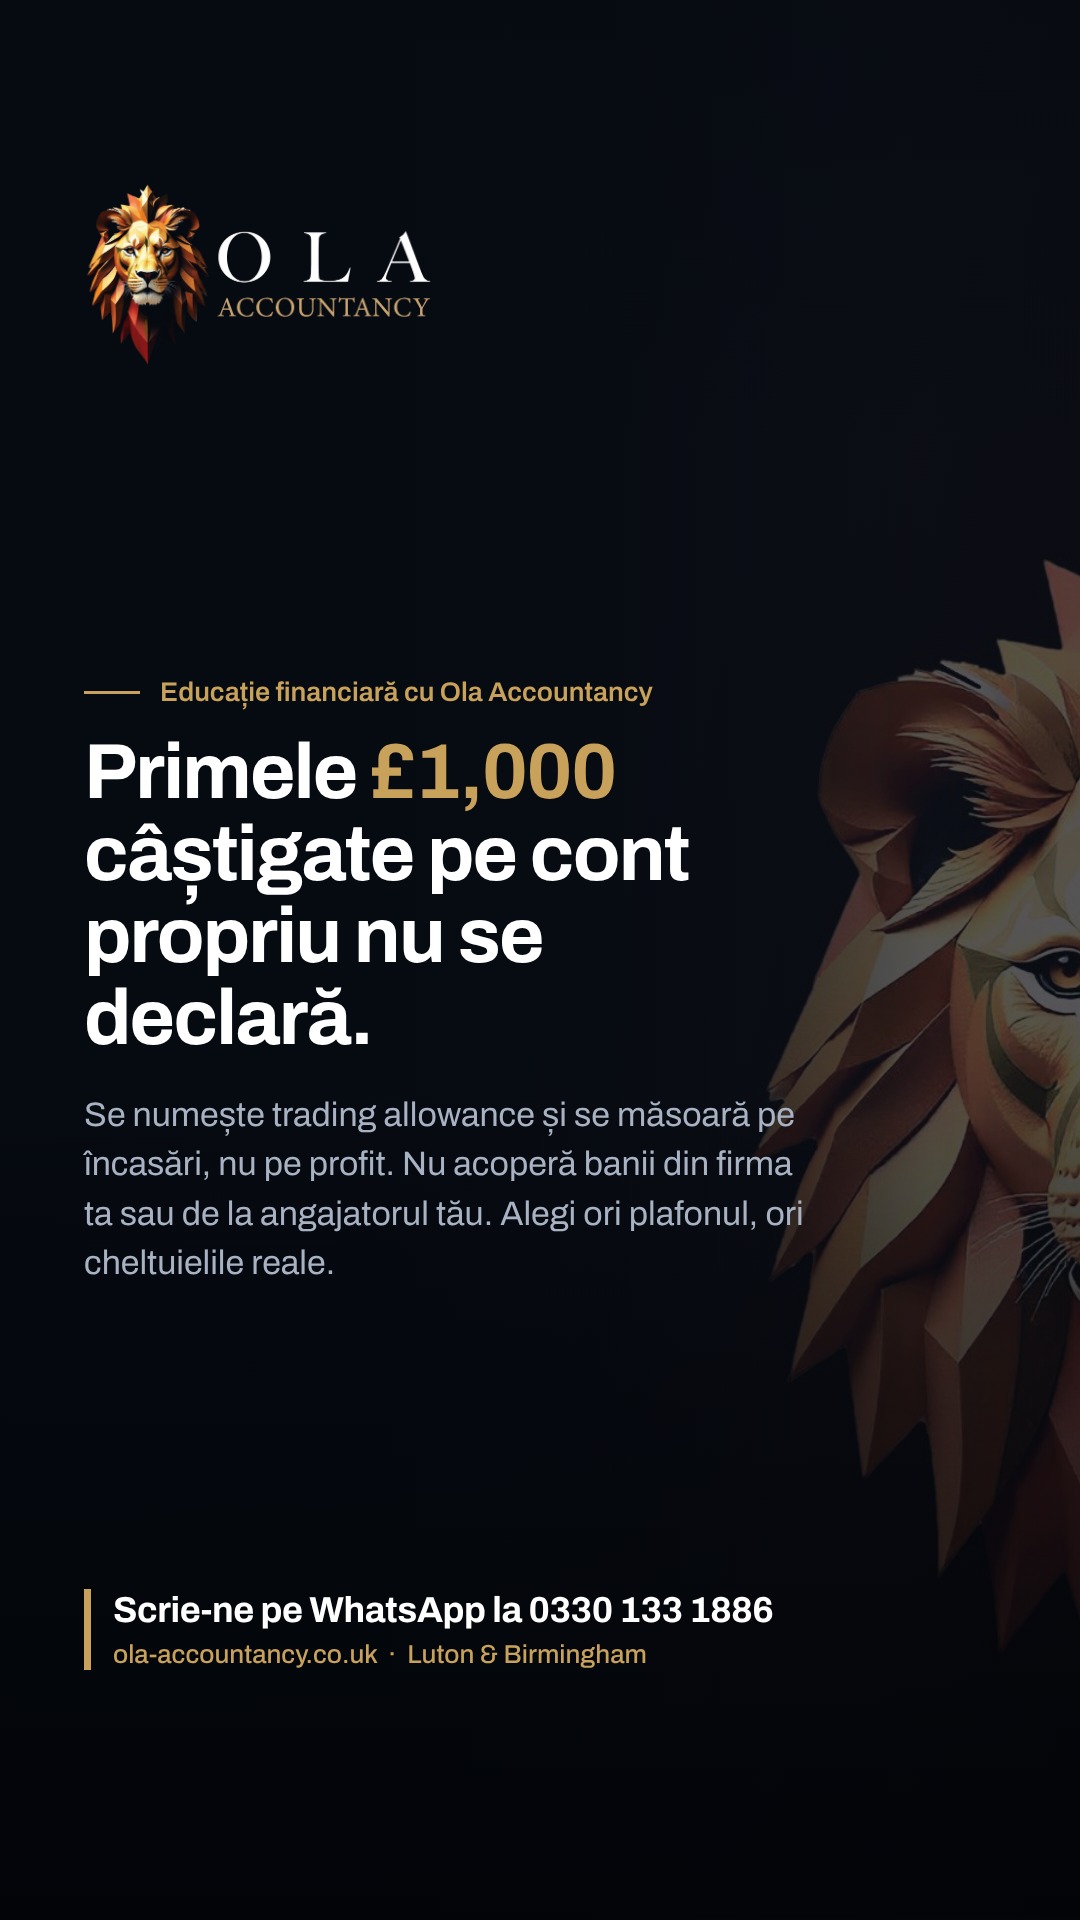 OLA
ACCOUNTANCY
Educație financiară cu Ola Accountancy
Primele £1,000
câștigate pe cont
propriu nu se
declară.
Se numește trading allowance și se măsoară pe
încasări, nu pe profit. Nu acoperă banii din firma
ta sau de la angajatorul tău. Alegi ori plafonul, ori
cheltuielile reale.
Scrie-ne pe WhatsApp la 0330 133 1886
ola-accountancy.co.uk · Luton & Birmingham